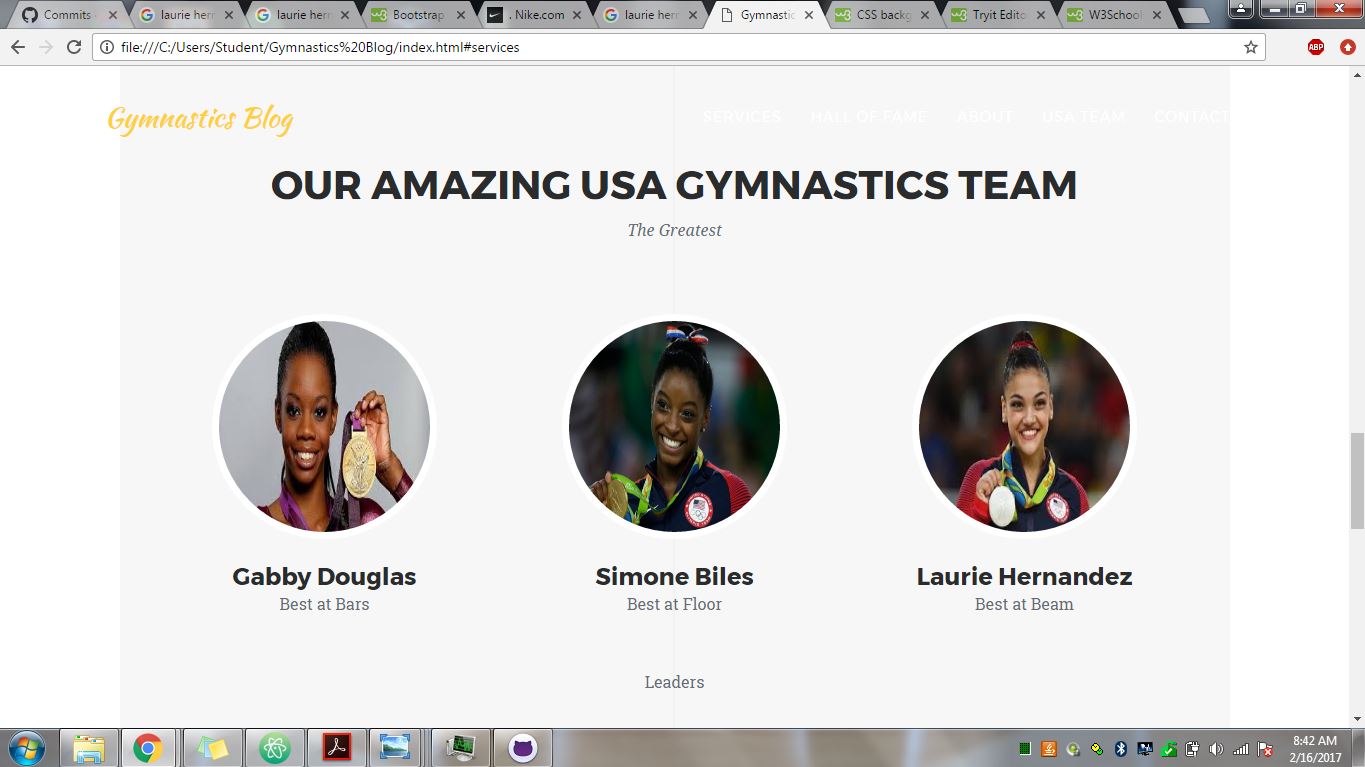 Commits
laurie her
laurie her
Bootstrap
. Nike.com
laurie her
Gymnastic
CSS backg
Tryit Edito
W3School
file:///C:/Users/Student/Gymnastics%20Blog/index.html#services
ABP
Gymnastics Blog
SERVICES HALL OF FAME ABOUT USA TEAM CONTACT
OUR AMAZING USA GYMNASTICS TEAM
The Greatest
Gabby Douglas
Best at Bars
Simone Biles
Best at Floor
Laurie Hernandez
Best at Beam
Leaders
8:42 AM
2/16/2017